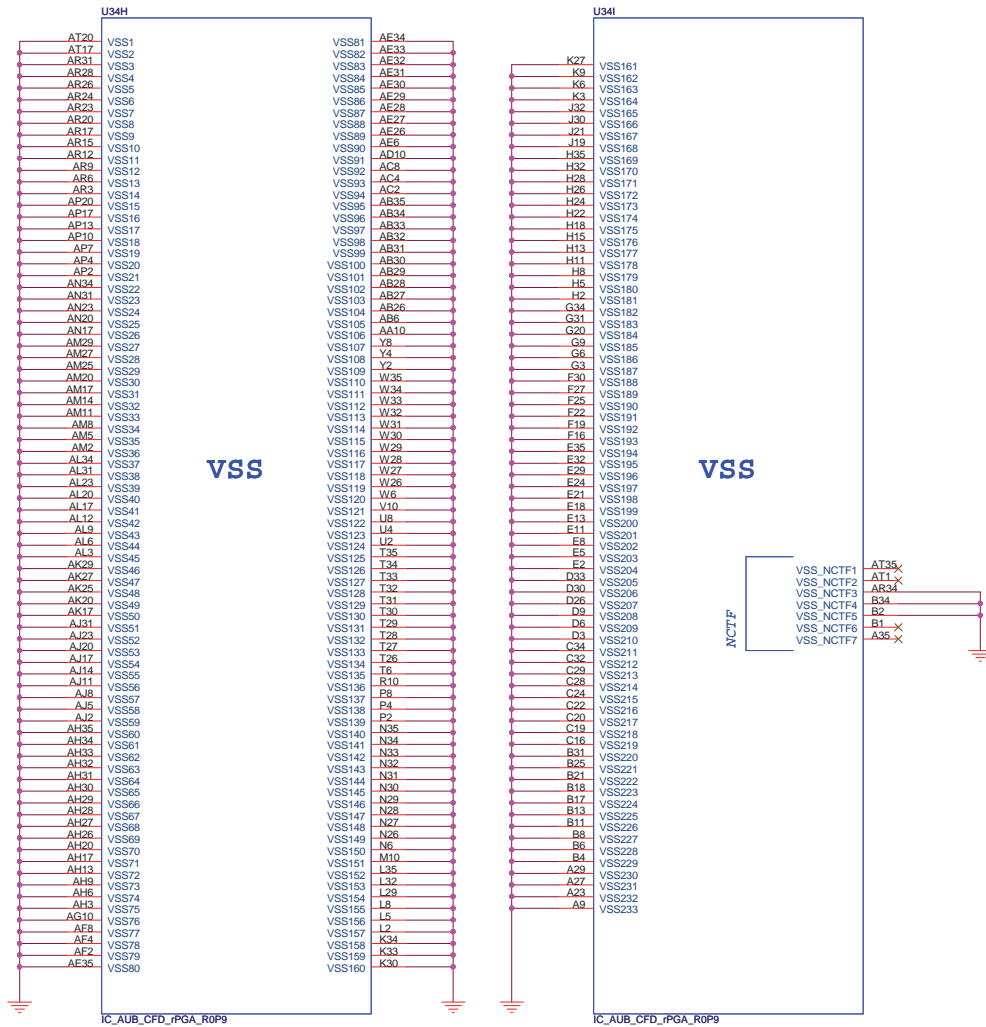 U34H
AT20 VSS1 VSS81 AE34
AT17 VSS2 VSS82 AE33
AR31 VSS3 VSS83 AE32
AR28 VSS4 VSS84 AE31
AR26 VSS5 VSS85 AE30
AR24 VSS6 VSS86 AE29
AR23 VSS7 VSS87 AE28
AR20 VSS8 VSS88 AE27
AR17 VSS9 VSS89 AE26
AR15 VSS10 VSS90 AE6
AR12 VSS11 VSS91 AD10
AR9 VSS12 VSS92 AC8
AR6 VSS13 VSS93 AC4
AR3 VSS14 VSS94 AC2
AP20 VSS15 VSS95 AB35
AP17 VSS16 VSS96 AB34
AP13 VSS17 VSS97 AB33
AP10 VSS18 VSS98 AB32
AP7 VSS19 VSS99 AB31
AP4 VSS20 VSS100 AB30
AP2 VSS21 VSS101 AB29
AN34 VSS22 VSS102 AB28
AN31 VSS23 VSS103 AB27
AN23 VSS24 VSS104 AB26
AN20 VSS25 VSS105 AB6
AN17 VSS26 VSS106 AA10
AM29 VSS27 VSS107 Y8
AM27 VSS28 VSS108 Y4
AM25 VSS29 VSS109 Y2
AM20 VSS30 VSS110 W35
AM17 VSS31 VSS111 W34
AM14 VSS32 VSS112 W33
AM11 VSS33 VSS113 W32
AM8 VSS34 VSS114 W31
AM5 VSS35 VSS115 W30
AM2 VSS36 VSS116 W29
AL34 VSS37 VSS117 W28
AL31 VSS38 VSS118 W27
AL23 VSS39 VSS119 W26
AL20 VSS40 VSS120 W6
AL17 VSS41 VSS121 V10
AL12 VSS42 VSS122 U8
AL9 VSS43 VSS123 U4
AL6 VSS44 VSS124 U2
AL3 VSS45 VSS125 T35
AK29 VSS46 VSS126 T34
AK27 VSS47 VSS127 T33
AK25 VSS48 VSS128 T32
AK20 VSS49 VSS129 T31
AK17 VSS50 VSS130 T30
AJ31 VSS51 VSS131 T29
AJ23 VSS52 VSS132 T28
AJ20 VSS53 VSS133 T27
AJ17 VSS54 VSS134 T26
AJ14 VSS55 VSS135 T6
AJ11 VSS56 VSS136 R10
AJ8 VSS57 VSS137 P8
AJ5 VSS58 VSS138 P4
AJ2 VSS59 VSS139 P2
AH35 VSS60 VSS140 N35
AH34 VSS61 VSS141 N34
AH33 VSS62 VSS142 N33
AH32 VSS63 VSS143 N32
AH31 VSS64 VSS144 N31
AH30 VSS65 VSS145 N30
AH29 VSS66 VSS146 N29
AH28 VSS67 VSS147 N28
AH27 VSS68 VSS148 N27
AH26 VSS69 VSS149 N26
AH20 VSS70 VSS150 N6
AH17 VSS71 VSS151 M10
AH13 VSS72 VSS152 L35
AH9 VSS73 VSS153 L32
AH6 VSS74 VSS154 L29
AH3 VSS75 VSS155 L8
AG10 VSS76 VSS156 L5
AF8 VSS77 VSS157 L2
AF4 VSS78 VSS158 K34
AF2 VSS79 VSS159 K33
AE35 VSS80 VSS160 K30
VSS
IC_AUB_CFD_rPGA_R0P9
U34I
K27 VSS161
K9 VSS162
K6 VSS163
K3 VSS164
J32 VSS165
J30 VSS166
J21 VSS167
J19 VSS168
H35 VSS169
H32 VSS170
H28 VSS171
H26 VSS172
H24 VSS173
H22 VSS174
H18 VSS175
H15 VSS176
H13 VSS177
H11 VSS178
H8 VSS179
H5 VSS180
H2 VSS181
G34 VSS182
G31 VSS183
G20 VSS184
G9 VSS185
G6 VSS186
G3 VSS187
F30 VSS188
F27 VSS189
F25 VSS190
F22 VSS191
F19 VSS192
F16 VSS193
E35 VSS194
E32 VSS195
E29 VSS196
E24 VSS197
E21 VSS198
E18 VSS199
E13 VSS200
E11 VSS201
E8 VSS202
E5 VSS203
E2 VSS204
D33 VSS205
D30 VSS206
D26 VSS207
D9 VSS208
D6 VSS209
D3 VSS210
C34 VSS211
C32 VSS212
C29 VSS213
C28 VSS214
C24 VSS215
C22 VSS216
C20 VSS217
C19 VSS218
C16 VSS219
B31 VSS220
B25 VSS221
B21 VSS222
B18 VSS223
B17 VSS224
B13 VSS225
B11 VSS226
B8 VSS227
B6 VSS228
B4 VSS229
A29 VSS230
A27 VSS231
A23 VSS232
A9 VSS233
VSS
NCTF
VSS_NCTF1 AT35
VSS_NCTF2 AT1
VSS_NCTF3 AR34
VSS_NCTF4 B34
VSS_NCTF5 B2
VSS_NCTF6 B1
VSS_NCTF7 A35
IC_AUB_CFD_rPGA_R0P9